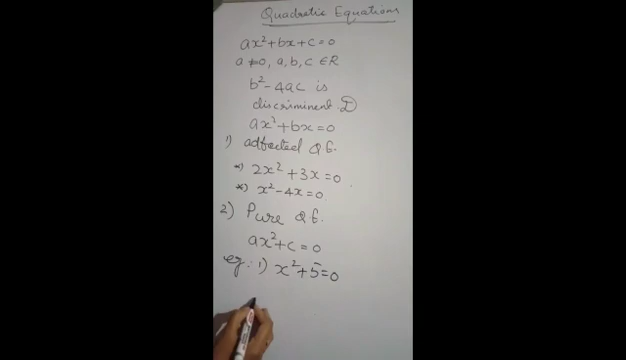 Quadratic Equations
ax²+bx+c=0
a≠0, a,b,c ∈R
b²-4ac is
discriminent D
ax²+bx=0
1) adfected Q.E.
*) 2x²+3x=0
*) x²-4x=0
2) Pure Q.E.
ax²+c=0
eg: 1) x²+5=0